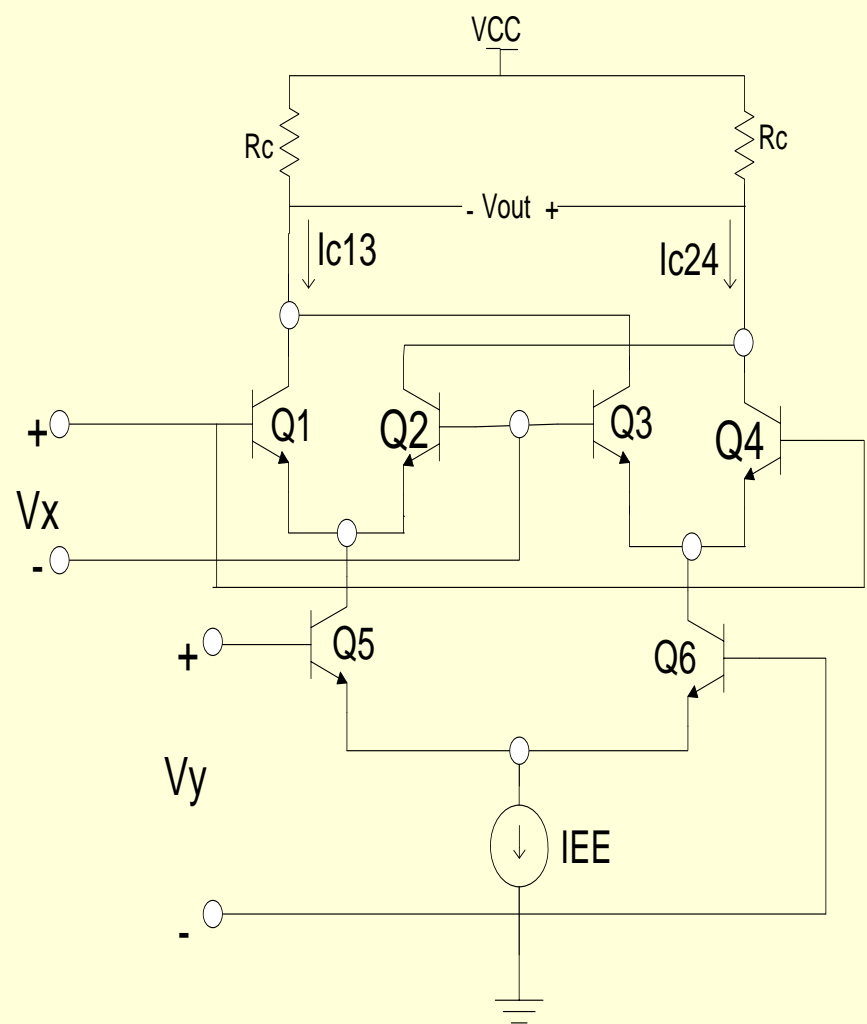 VCC
Rc
Rc
- Vout +
Ic13
Ic24
+
Q1
Q2
Q3
Q4
Vx
-
+
Q5
Q6
Vy
IEE
-